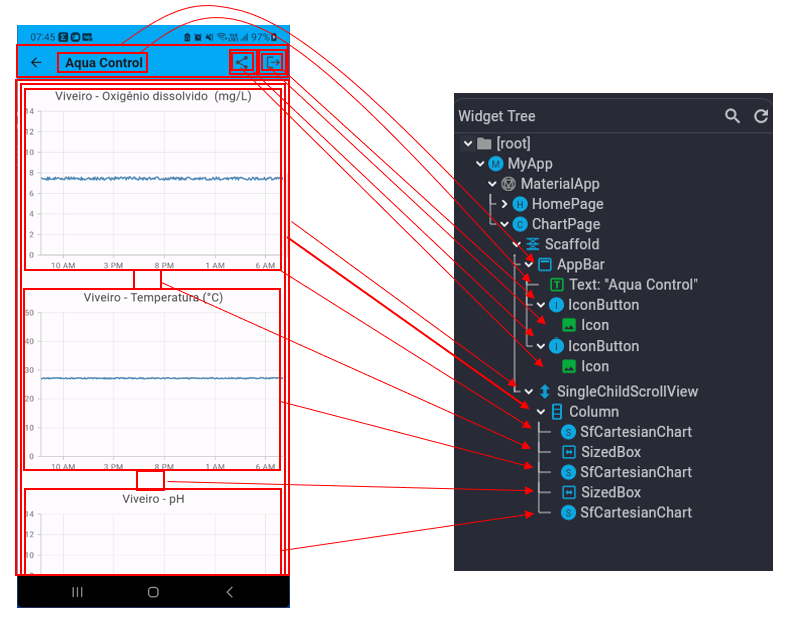 07:45 97%
Aqua Control
Viveiro - Oxigênio dissolvido (mg/L)
14
12
10
8
6
4
2
0
10 AM 3 PM 8 PM 1 AM 6 AM
Viveiro - Temperatura (°C)
50
40
30
20
10
0
10 AM 3 PM 8 PM 1 AM 6 AM
Viveiro - pH
14
12
10
Widget Tree
[root]
MyApp
MaterialApp
H HomePage
C ChartPage
Scaffold
AppBar
T Text: "Aqua Control"
I IconButton
Icon
I IconButton
Icon
SingleChildScrollView
Column
S SfCartesianChart
SizedBox
S SfCartesianChart
SizedBox
S SfCartesianChart